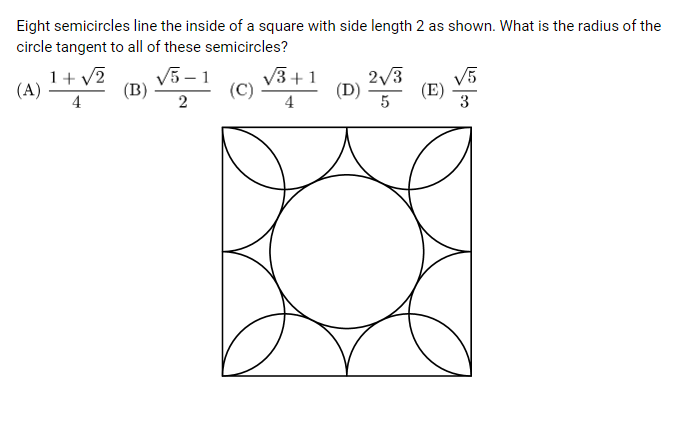 Eight semicircles line the inside of a square with side length 2 as shown. What is the radius of the
circle tangent to all of these semicircles?
(A) (1 + √2)/4 (B) (√5 − 1)/2 (C) (√3 + 1)/4 (D) 2√3/5 (E) √5/3